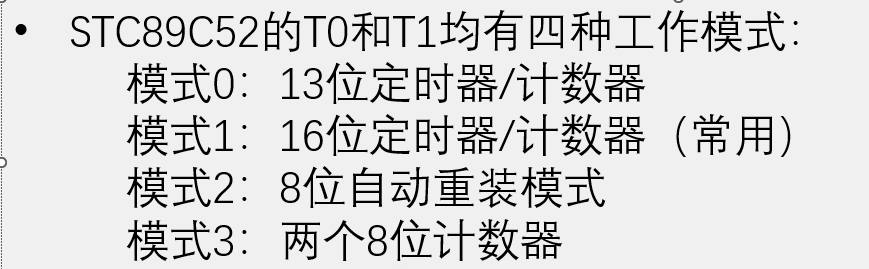 • STC89C52的T0和T1均有四种工作模式：
模式0：13位定时器/计数器
模式1：16位定时器/计数器（常用）
模式2：8位自动重装模式
模式3：两个8位计数器